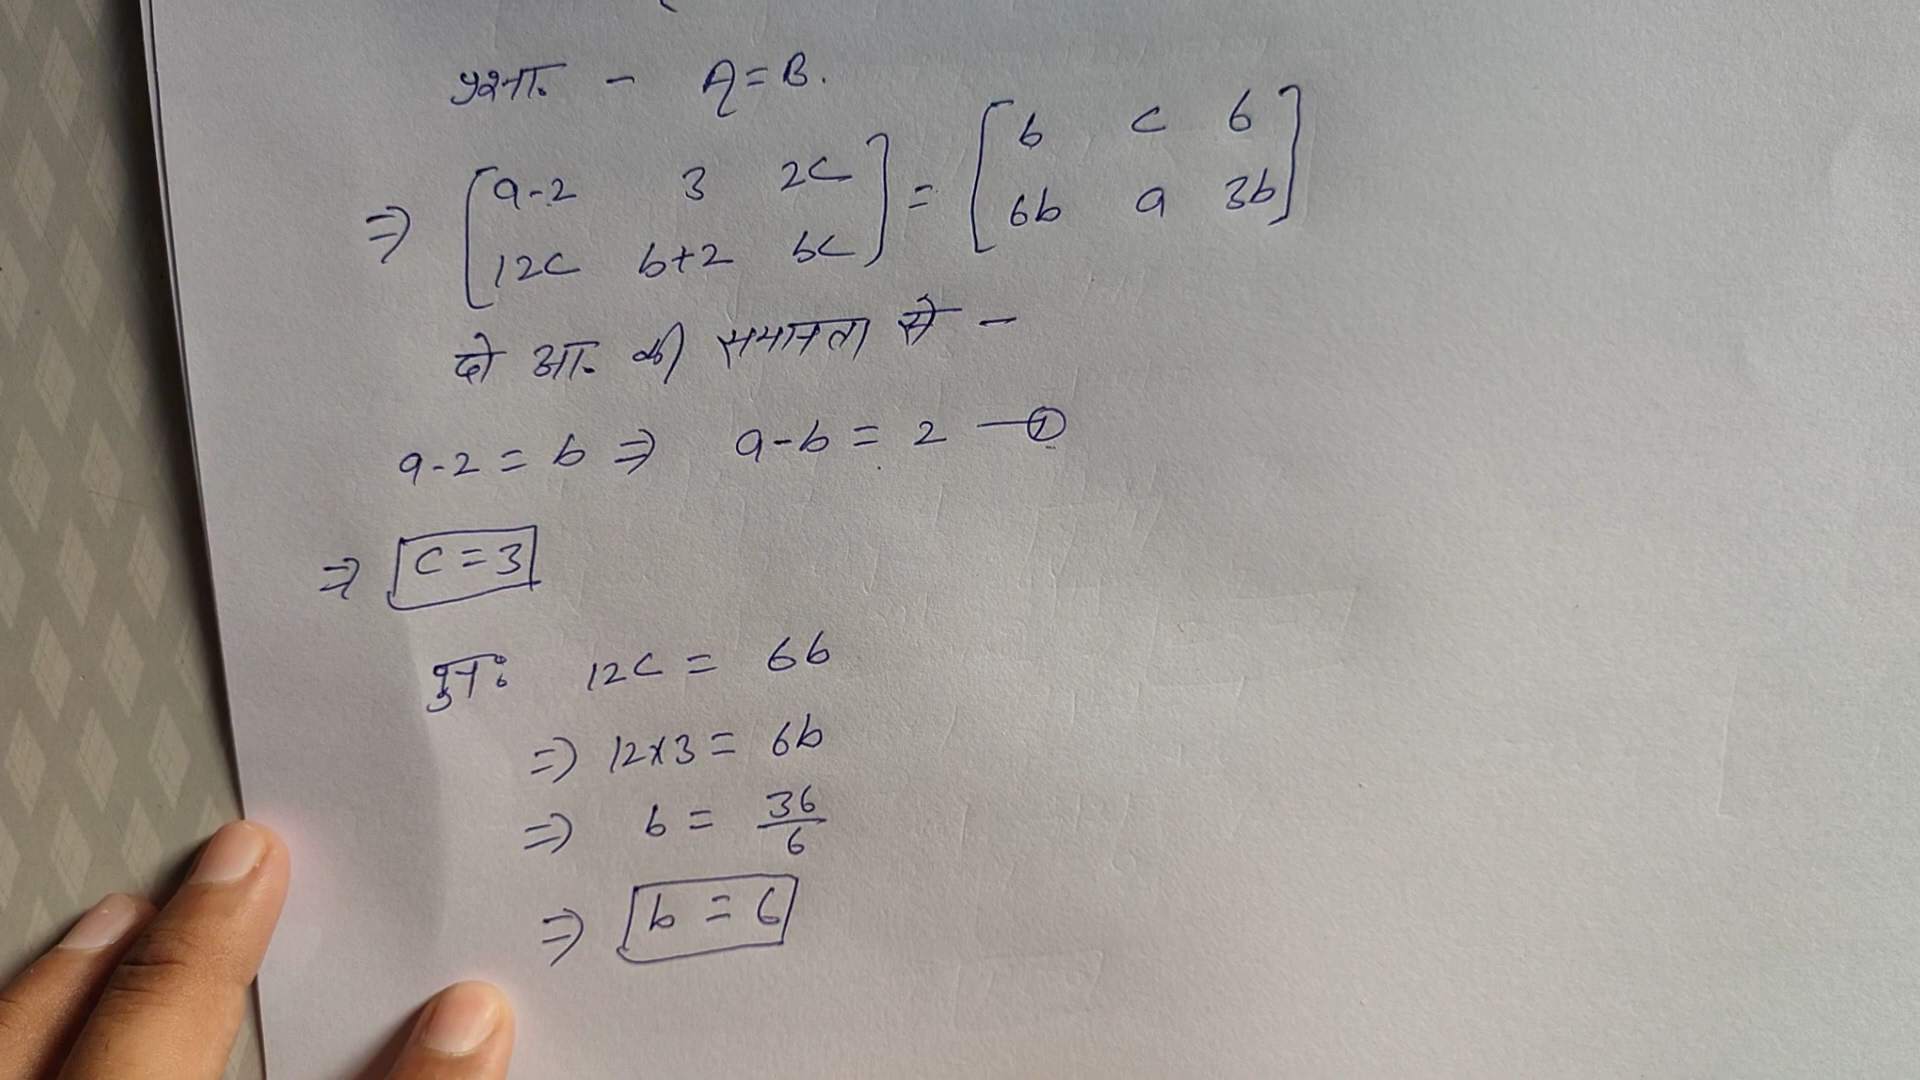 प्रश्ना. - A = B.
⇒ [a-2 3 2c
12c b+2 bc] = [b c 6
6b a 3b]
दो आ. की समानता से -
a-2 = b ⇒ a-b = 2 —①
⇒ c = 3
पुनः 12c = 6b
⇒ 12×3 = 6b
⇒ b = 36/6
⇒ b = 6